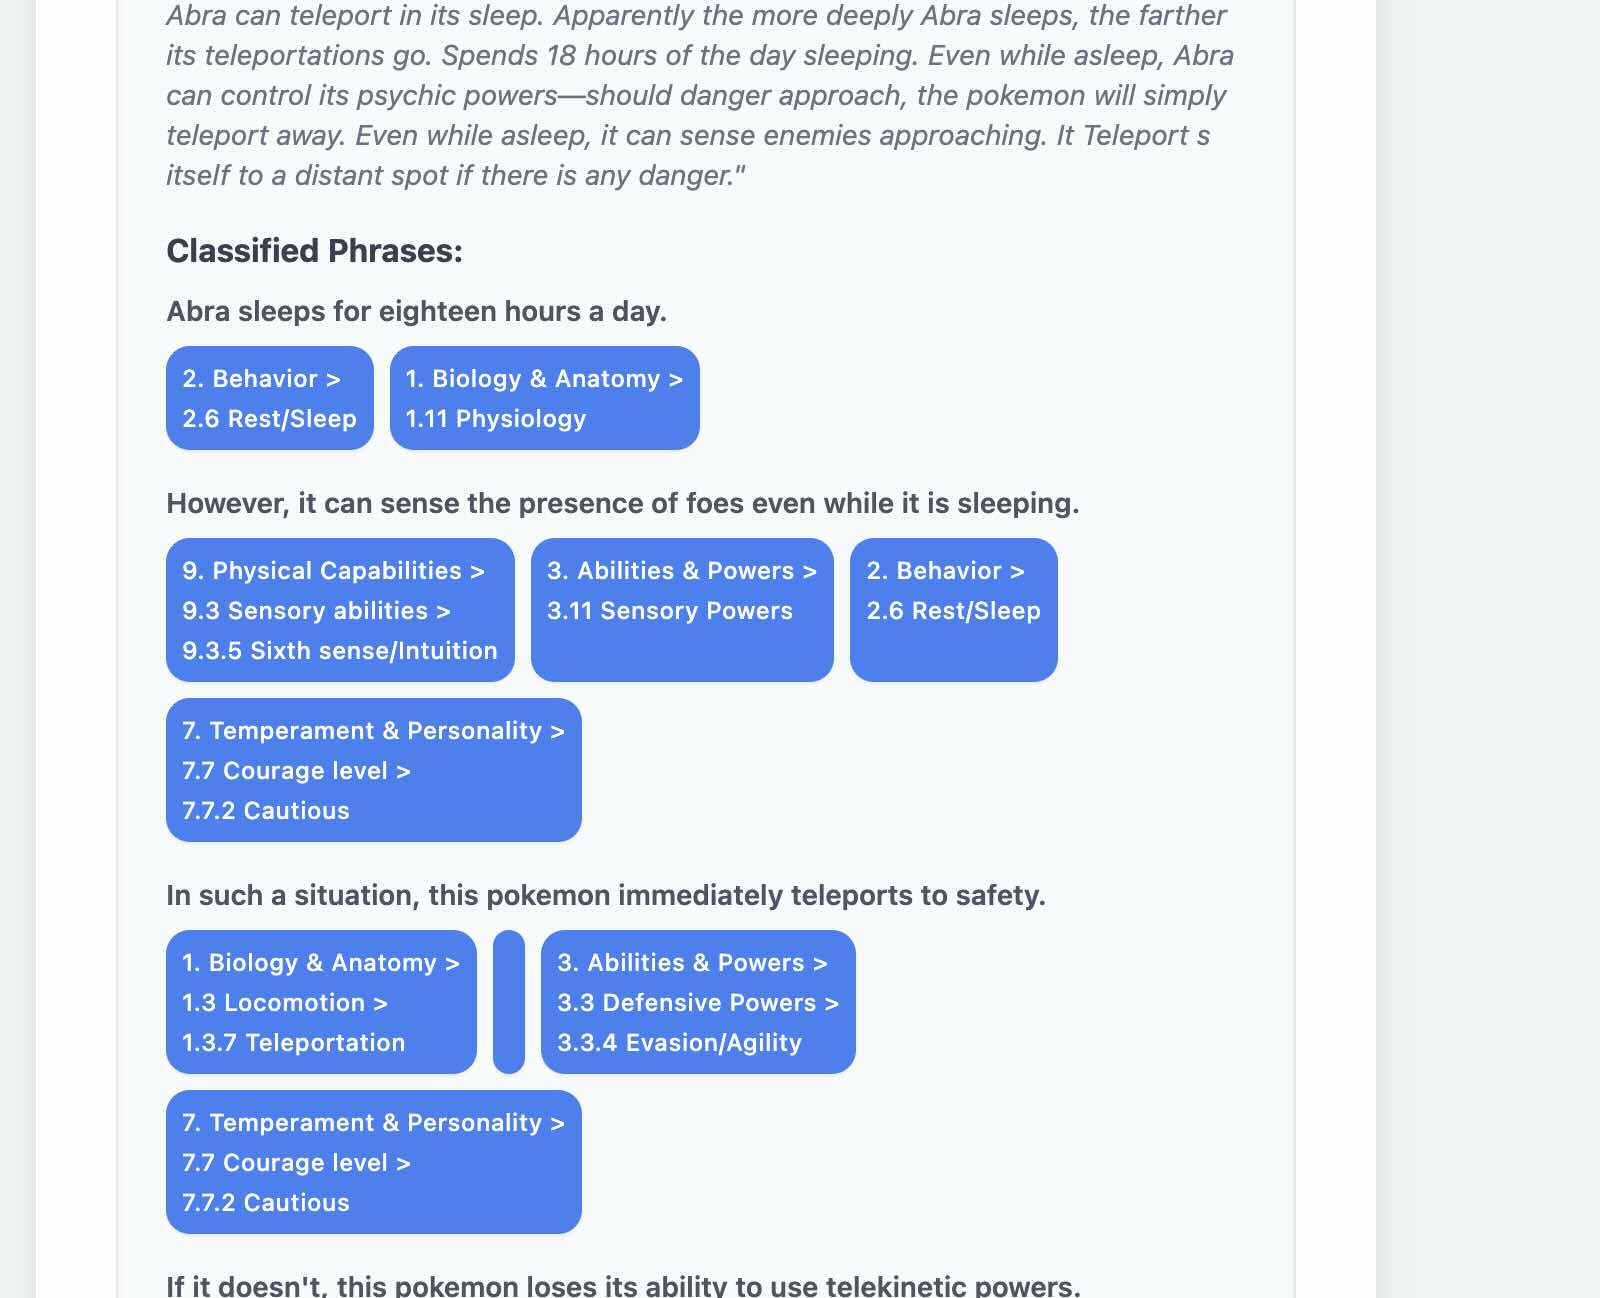 Abra can teleport in its sleep. Apparently the more deeply Abra sleeps, the farther
its teleportations go. Spends 18 hours of the day sleeping. Even while asleep, Abra
can control its psychic powers—should danger approach, the pokemon will simply
teleport away. Even while asleep, it can sense enemies approaching. It Teleport s
itself to a distant spot if there is any danger."
Classified Phrases:
Abra sleeps for eighteen hours a day.
2. Behavior >
2.6 Rest/Sleep
1. Biology & Anatomy >
1.11 Physiology
However, it can sense the presence of foes even while it is sleeping.
9. Physical Capabilities >
9.3 Sensory abilities >
9.3.5 Sixth sense/Intuition
3. Abilities & Powers >
3.11 Sensory Powers
2. Behavior >
2.6 Rest/Sleep
7. Temperament & Personality >
7.7 Courage level >
7.7.2 Cautious
In such a situation, this pokemon immediately teleports to safety.
1. Biology & Anatomy >
1.3 Locomotion >
1.3.7 Teleportation
3. Abilities & Powers >
3.3 Defensive Powers >
3.3.4 Evasion/Agility
7. Temperament & Personality >
7.7 Courage level >
7.7.2 Cautious
If it doesn't, this pokemon loses its ability to use telekinetic powers.